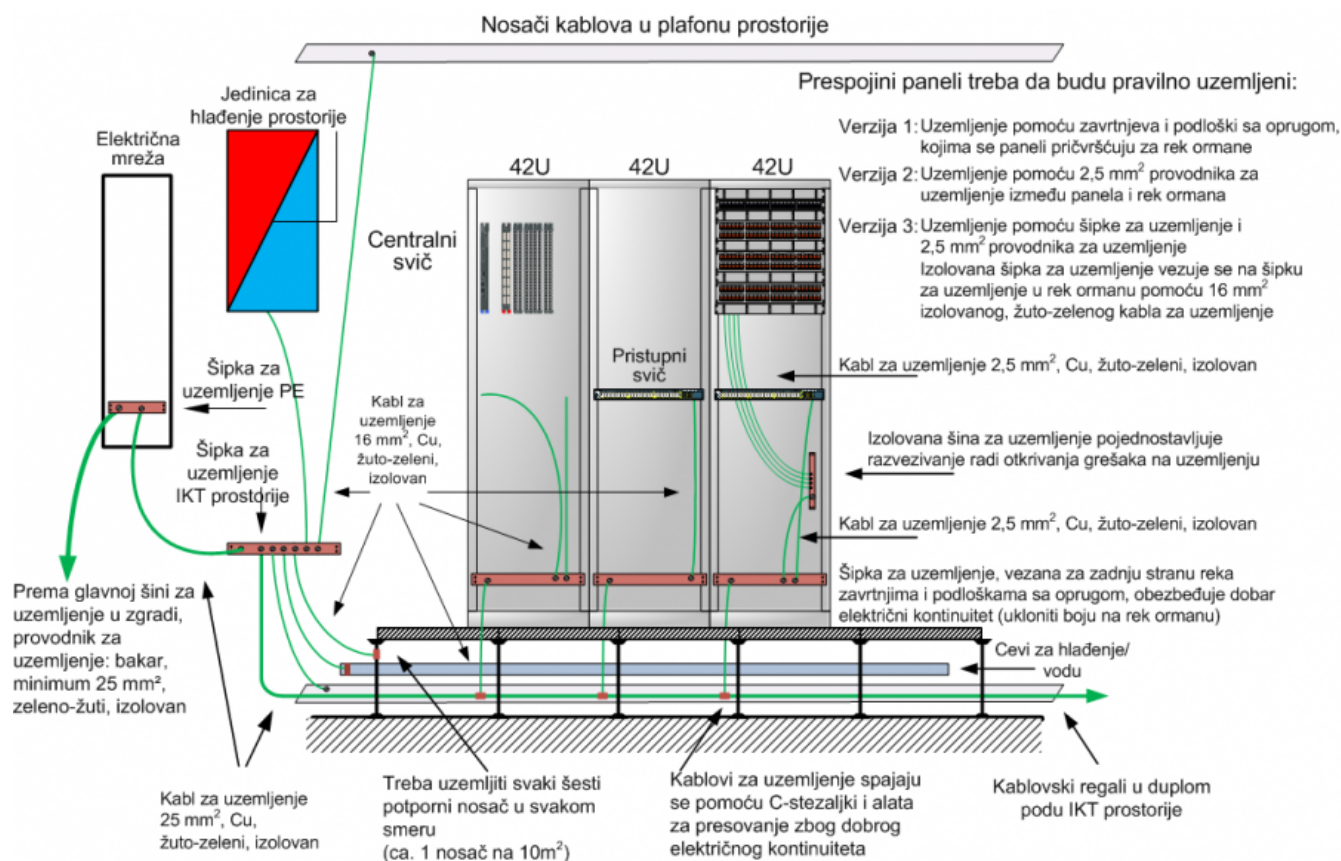 Nosači kablova u plafonu prostorije
Prespojini paneli treba da budu pravilno uzemljeni:
Verzija 1: Uzemljenje pomoću zavrtnjeva i podloški sa oprugom,
kojima se paneli pričvršćuju za rek ormane
Verzija 2: Uzemljenje pomoću 2,5 mm² provodnika za
uzemljenje između panela i rek ormana
Verzija 3: Uzemljenje pomoću šipke za uzemljenje i
2,5 mm² provodnika za uzemljenje
Izolovana šipka za uzemljenje vezuje se na šipku
za uzemljenje u rek ormanu pomoću 16 mm²
izolovanog, žuto-zelenog kabla za uzemljenje
Jedinica za
hlađenje prostorije
Električna
mreža
42U
42U
42U
Centralni
svič
Pristupni
svič
Kabl za uzemljenje 2,5 mm², Cu, žuto-zeleni, izolovan
Šipka za
uzemljenje PE
Kabl za
uzemljenje
16 mm², Cu,
žuto-zeleni,
izolovan
Šipka za
uzemljenje
IKT prostorije
Izolovana šina za uzemljenje pojednostavljuje
razvezivanje radi otkrivanja grešaka na uzemljenju
Kabl za uzemljenje 2,5 mm², Cu, žuto-zeleni, izolovan
Šipka za uzemljenje, vezana za zadnju stranu reka
zavrtnjima i podloškama sa oprugom, obezbeđuje dobar
električni kontinuitet (ukloniti boju na rek ormanu)
Prema glavnoj šini za
uzemljenje u zgradi,
provodnik za
uzemljenje: bakar,
minimum 25 mm²,
zeleno-žuti, izolovan
Cevi za hlađenje/
vodu
Kabl za uzemljenje
25 mm², Cu,
žuto-zeleni, izolovan
Treba uzemljiti svaki šesti
potporni nosač u svakom
smeru
(ca. 1 nosač na 10m²)
Kablovi za uzemljenje spajaju
se pomoću C-stezaljki i alata
za presovanje zbog dobrog
električnog kontinuiteta
Kablovski regali u duplom
podu IKT prostorije